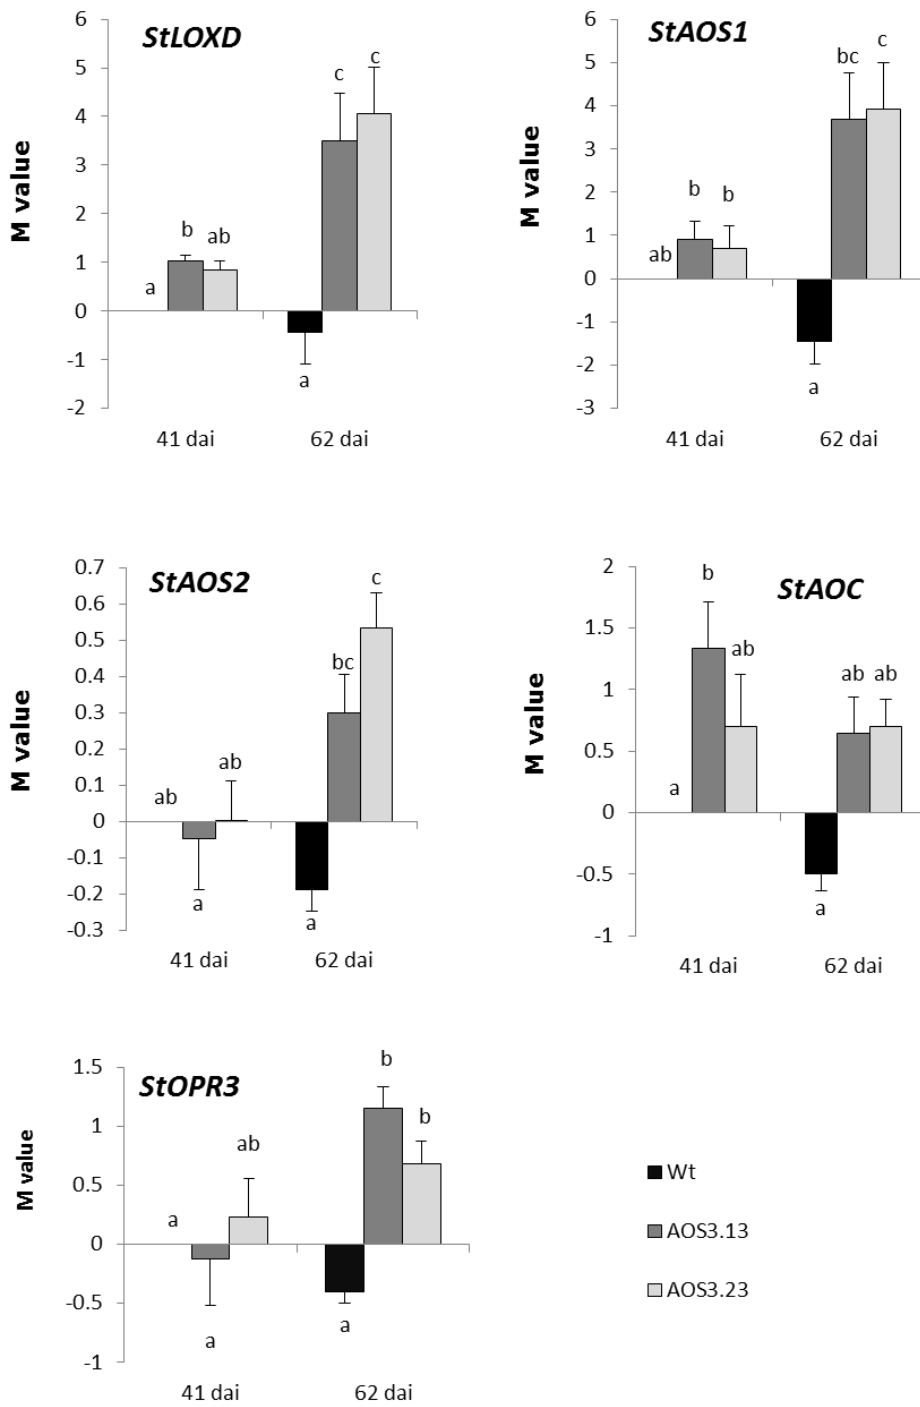 StLOXD
M value
6
5
4
3
2
1
0
-1
-2
a
b
ab
a
c
c
41 dai
62 dai
StAOS1
M value
6
5
4
3
2
1
0
-1
-2
-3
ab
b
b
a
bc
c
41 dai
62 dai
StAOS2
M value
0.7
0.6
0.5
0.4
0.3
0.2
0.1
0
-0.1
-0.2
-0.3
ab
a
ab
a
bc
c
41 dai
62 dai
StAOC
M value
2
1.5
1
0.5
0
-0.5
-1
a
b
ab
a
ab
ab
41 dai
62 dai
StOPR3
M value
1.5
1
0.5
0
-0.5
-1
a
a
ab
a
b
b
41 dai
62 dai
Wt
AOS3.13
AOS3.23